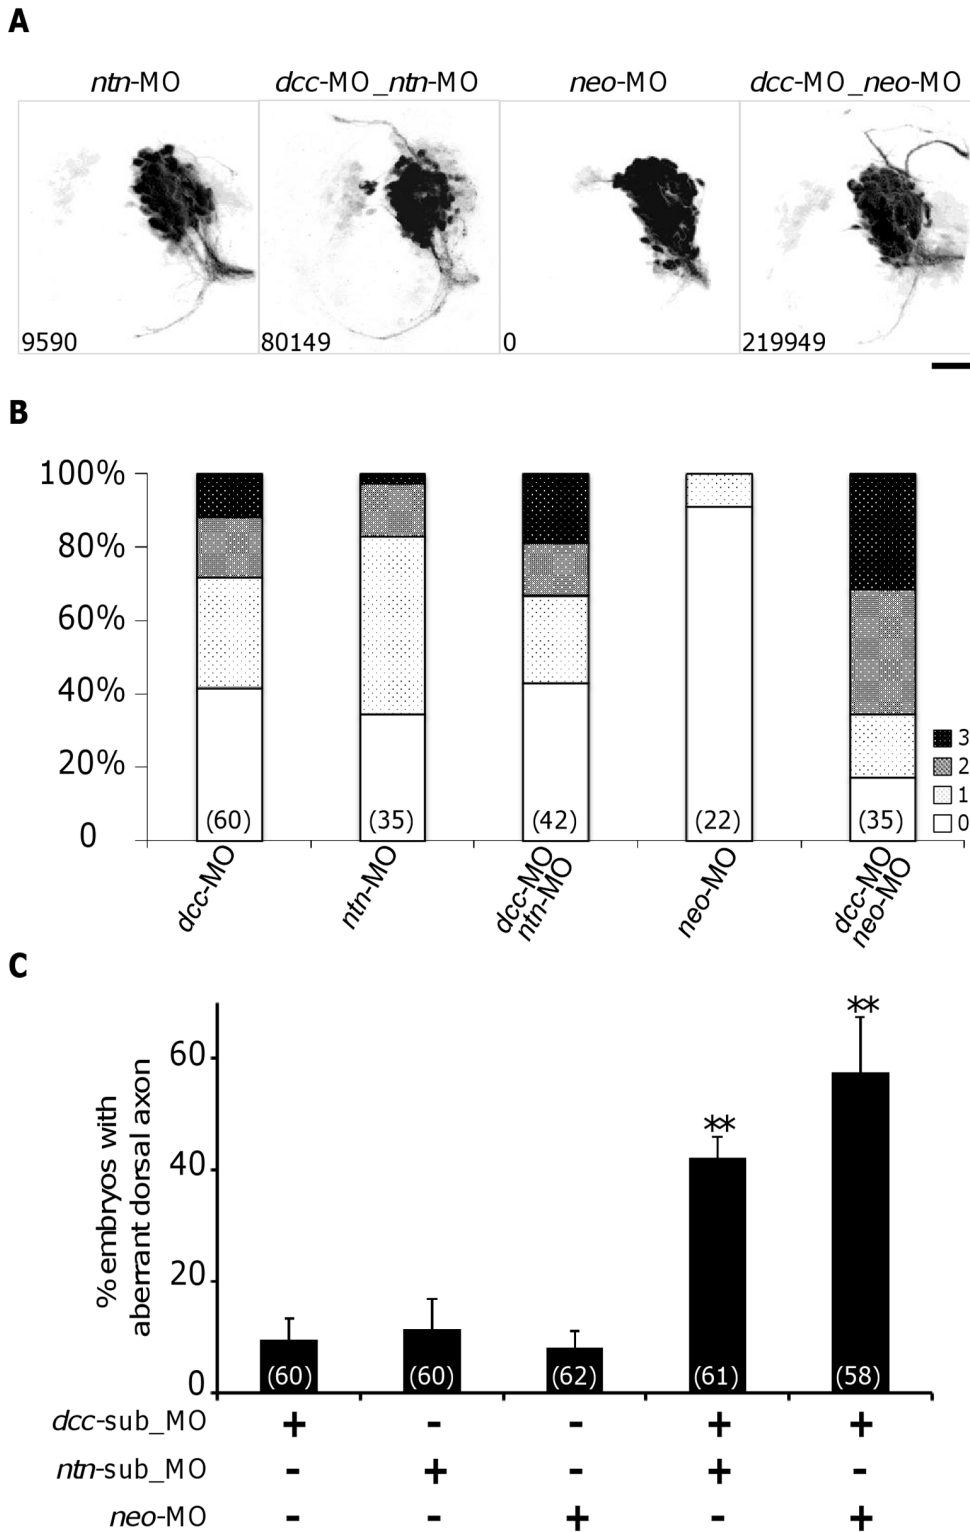 A
ntn-MO dcc-MO_ntn-MO neo-MO dcc-MO_neo-MO
9590 80149 0 219949
B
100%
80%
60%
40%
20%
0
3
2
1
0
(60) (35) (42) (22) (35)
dcc-MO
ntn-MO
dcc-MO
ntn-MO
neo-MO
dcc-MO
neo-MO
C
% embryos with
aberrant dorsal axon
60
40
20
0
** **
(60) (60) (62) (61) (58)
dcc-sub_MO + - - + +
ntn-sub_MO - + - + -
neo-MO - - + - +